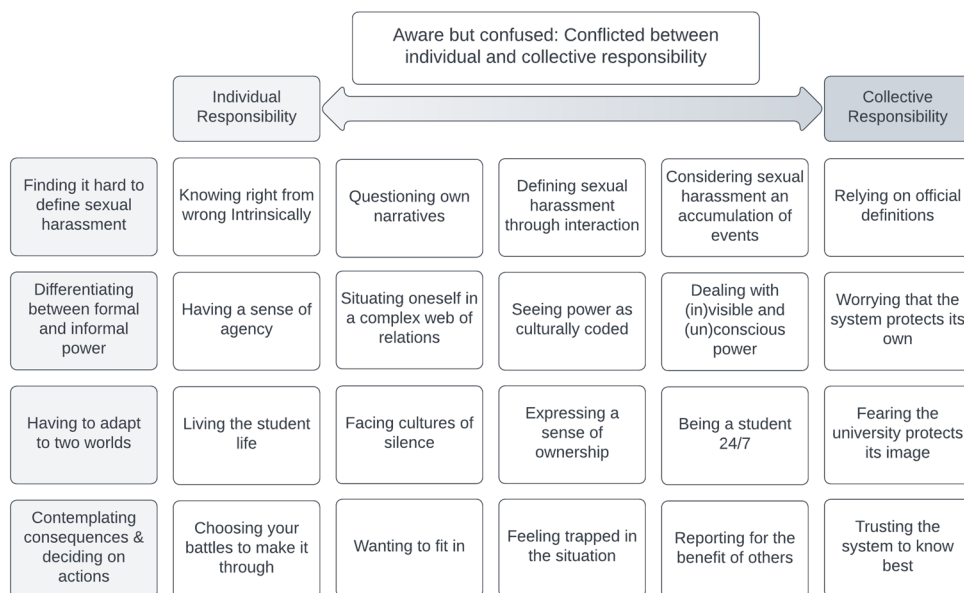 Aware but confused: Conflicted between
individual and collective responsibility
Individual
Responsibility
Collective
Responsibility
Finding it hard to
define sexual
harassment
Knowing right from
wrong Intrinsically
Questioning own
narratives
Defining sexual
harassment
through interaction
Considering sexual
harassment an
accumulation of
events
Relying on official
definitions
Differentiating
between formal
and informal
power
Having a sense of
agency
Situating oneself in
a complex web of
relations
Seeing power as
culturally coded
Dealing with
(in)visible and
(un)conscious
power
Worrying that the
system protects its
own
Having to adapt
to two worlds
Living the student
life
Facing cultures of
silence
Expressing a
sense of
ownership
Being a student
24/7
Fearing the
university protects
its image
Contemplating
consequences &
deciding on
actions
Choosing your
battles to make it
through
Wanting to fit in
Feeling trapped in
the situation
Reporting for the
benefit of others
Trusting the
system to know
best